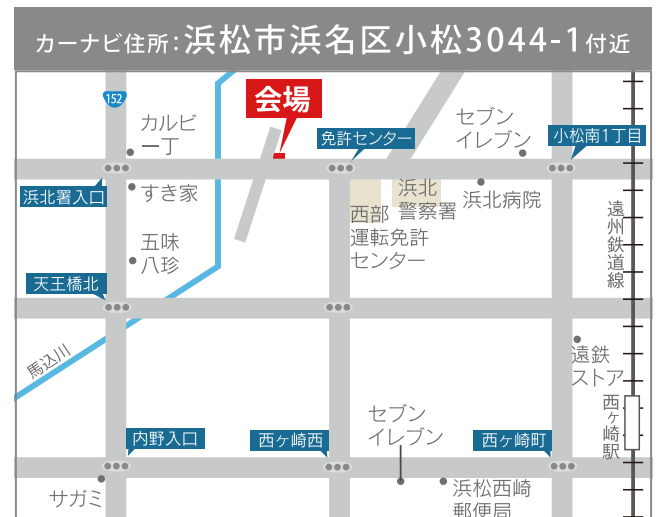 カーナビ住所:浜松市浜名区小松3044-1付近
152
会場
カルビ
一丁
免許センター
セブン
イレブン
小松南1丁目
浜北署入口
すき家
西部
運転免許
センター
浜北
警察署
浜北病院
遠州鉄道線
五味
八珍
天王橋北
馬込川
遠鉄
ストア
西ヶ崎駅
内野入口
西ケ崎西
セブン
イレブン
西ケ崎町
サガミ
浜松西崎
郵便局